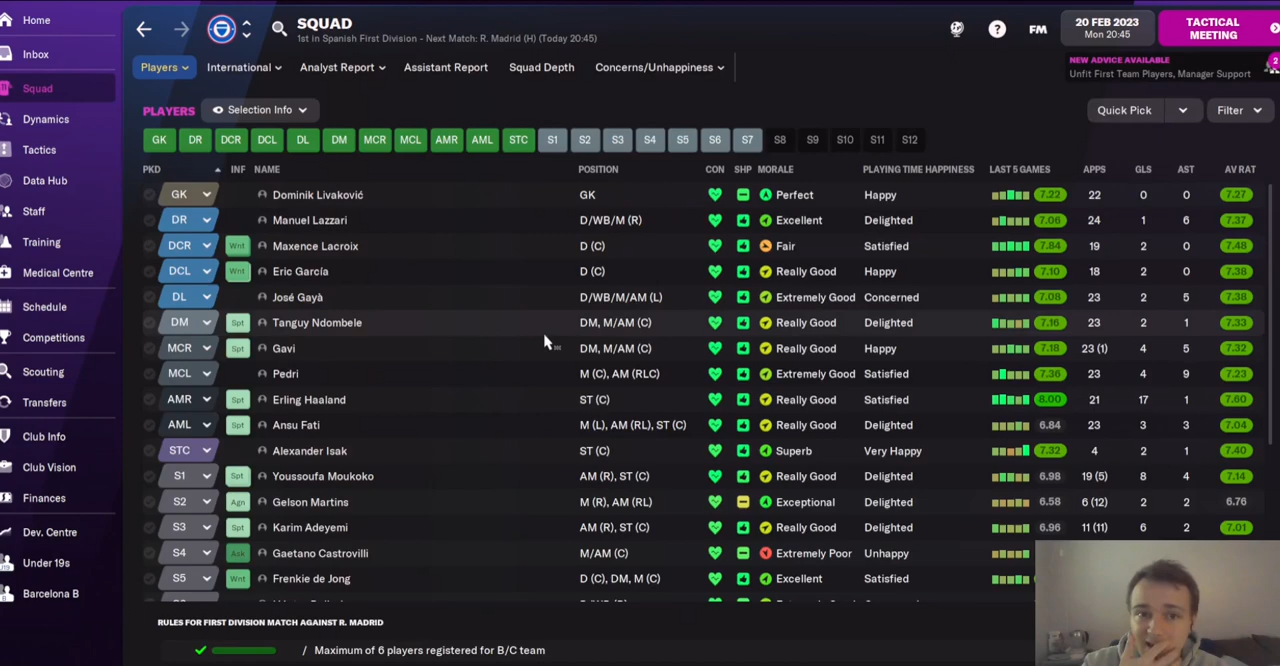 Home
Inbox
Squad
Dynamics
Tactics
Data Hub
Staff
Training
Medical Centre
Schedule
Competitions
Scouting
Transfers
Club Info
Club Vision
Finances
Dev. Centre
Under 19s
Barcelona B
SQUAD
1st in Spanish First Division - Next Match: R. Madrid (H) (Today 20:45)
FM
20 FEB 2023
Mon 20:45
TACTICAL MEETING
Players International Analyst Report Assistant Report Squad Depth Concerns/Unhappiness
NEW ADVICE AVAILABLE 2
Unfit First Team Players, Manager Support
PLAYERS Selection Info Quick Pick Filter
GK DR DCR DCL DL DM MCR MCL AMR AML STC S1 S2 S3 S4 S5 S6 S7 S8 S9 S10 S11 S12
PKD INF NAME POSITION CON SHP MORALE PLAYING TIME HAPPINESS LAST 5 GAMES APPS GLS AST AV RAT
GK Dominik Livaković GK Perfect Happy 7.22 22 0 0 7.27
DR Manuel Lazzari D/WB/M (R) Excellent Delighted 7.06 24 1 6 7.37
DCR Wnt Maxence Lacroix D (C) Fair Satisfied 7.84 19 2 0 7.48
DCL Wnt Eric García D (C) Really Good Happy 7.10 18 2 0 7.38
DL José Gayà D/WB/M/AM (L) Extremely Good Concerned 7.08 23 2 5 7.38
DM Spt Tanguy Ndombele DM, M/AM (C) Really Good Delighted 7.16 23 2 1 7.33
MCR Spt Gavi DM, M/AM (C) Really Good Happy 7.18 23 (1) 4 5 7.32
MCL Pedri M (C), AM (RLC) Extremely Good Satisfied 7.36 23 4 9 7.23
AMR Spt Erling Haaland ST (C) Really Good Satisfied 8.00 21 17 1 7.60
AML Spt Ansu Fati M (L), AM (RL), ST (C) Really Good Delighted 6.84 23 3 3 7.04
STC Alexander Isak ST (C) Superb Very Happy 7.32 4 2 1 7.40
S1 Spt Youssoufa Moukoko AM (R), ST (C) Really Good Delighted 6.98 19 (5) 8 4 7.14
S2 Agn Gelson Martins M (R), AM (RL) Exceptional Delighted 6.58 6 (12) 2 2 6.76
S3 Spt Karim Adeyemi AM (R), ST (C) Really Good Delighted 6.96 11 (11) 6 2 7.01
S4 Ask Gaetano Castrovilli M/AM (C) Extremely Poor Unhappy
S5 Wnt Frenkie de Jong D (C), DM, M (C) Excellent Satisfied
RULES FOR FIRST DIVISION MATCH AGAINST R. MADRID
/ Maximum of 6 players registered for B/C team